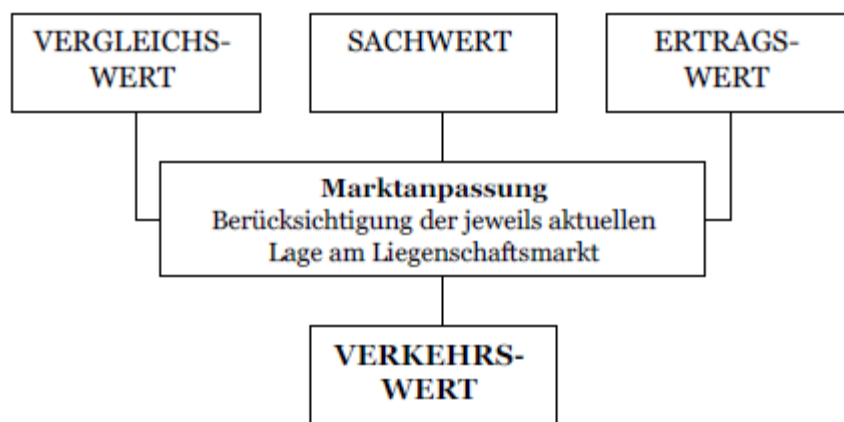 VERGLEICHS-
WERT
SACHWERT
ERTRAGS-
WERT
Marktanpassung
Berücksichtigung der jeweils aktuellen
Lage am Liegenschaftsmarkt
VERKEHRS-
WERT